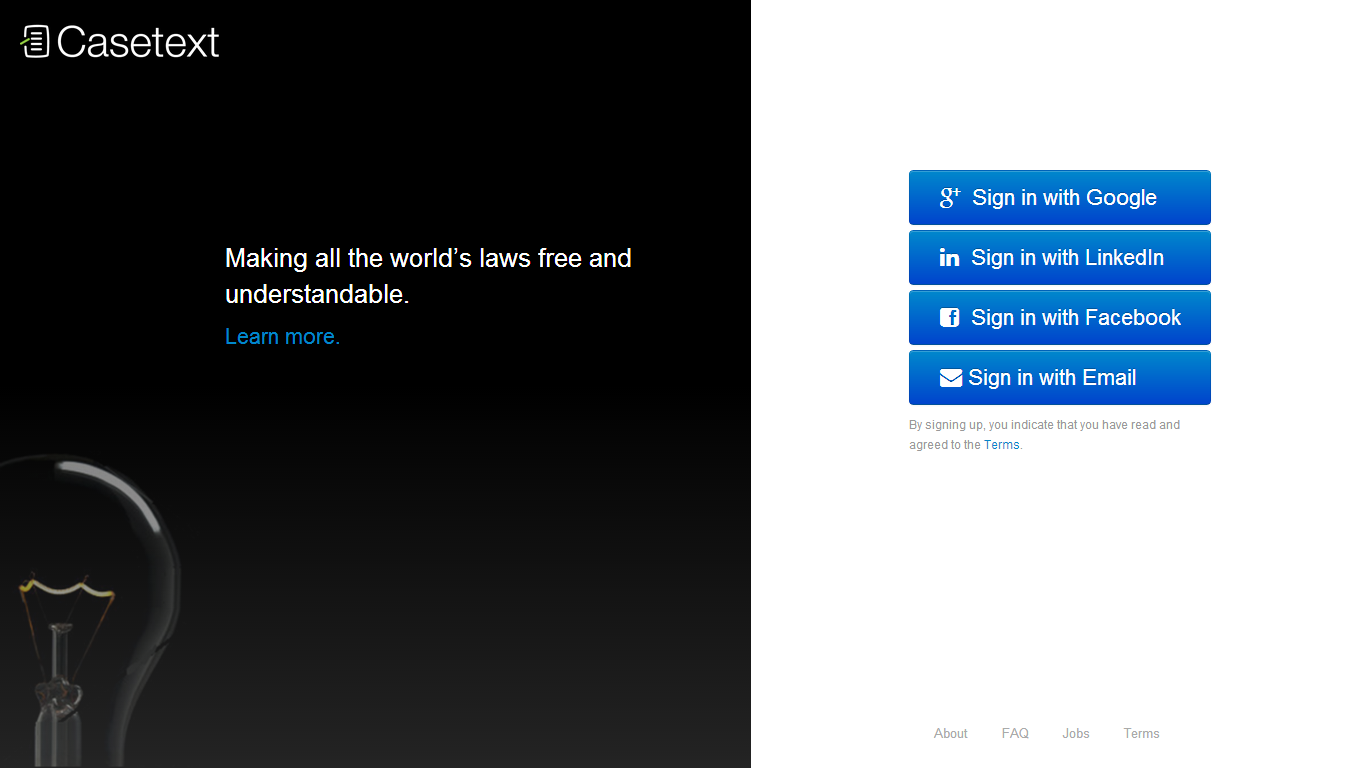 Casetext
Making all the world’s laws free and
understandable.
Learn more.
Sign in with Google
Sign in with LinkedIn
Sign in with Facebook
Sign in with Email
By signing up, you indicate that you have read and
agreed to the Terms.
About FAQ Jobs Terms